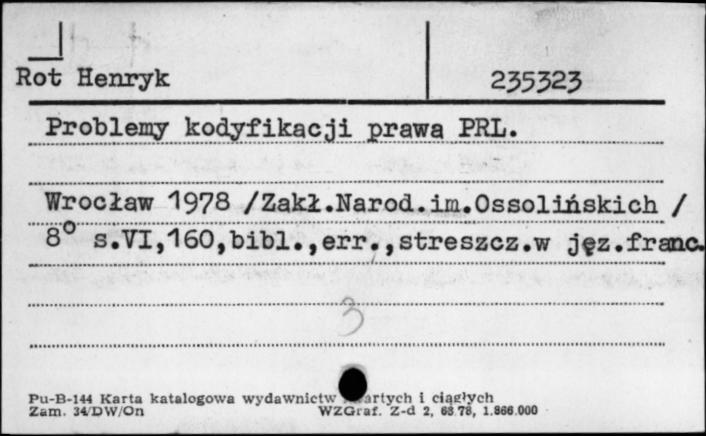 Rot Henryk 235323
Problemy kodyfikacji prawa PRL.
Wrocław 1978 /Zakł.Narod.im.Ossolińskich /
8° s.VI,160,bibl.,err.,streszcz.w jęz.franc.
3
Pu-B-144 Karta katalogowa wydawnictw i ciągłych
Zam. 34/DW/On WZGraf. Z-d 2, 68.78, 1.866.000